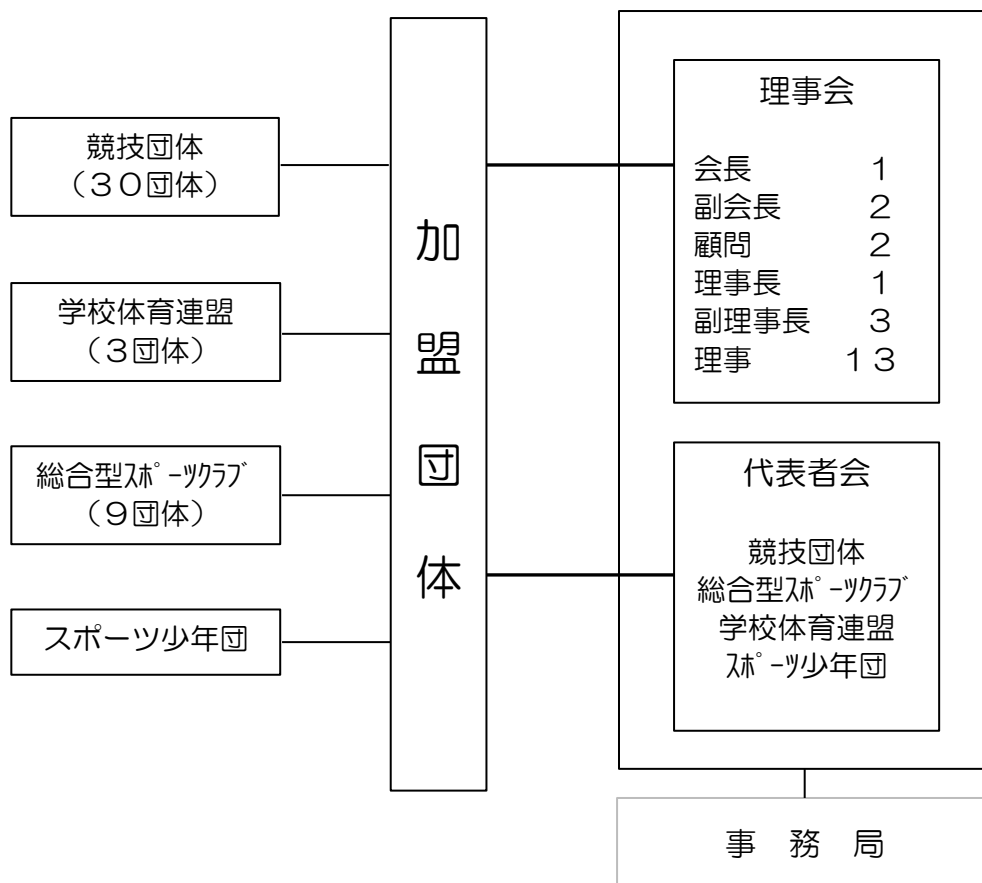 競技団体
（３０団体）
学校体育連盟
（３団体）
総合型ｽﾎﾟｰﾂｸﾗﾌﾞ
（９団体）
スポーツ少年団
加盟団体
理事会
会長 １
副会長 ２
顧問 ２
理事長 １
副理事長 ３
理事 １３
代表者会
競技団体
総合型ｽﾎﾟｰﾂｸﾗﾌﾞ
学校体育連盟
ｽﾎﾟｰﾂ少年団
事 務 局